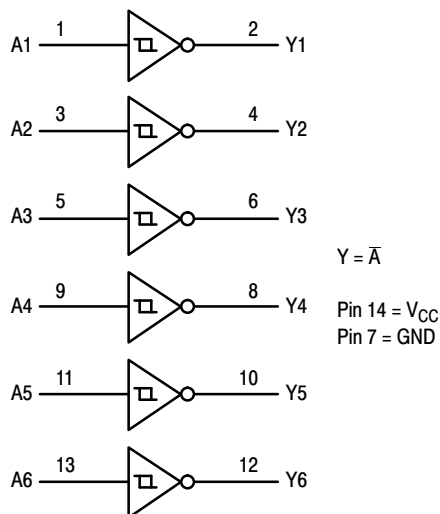 A1 1 2 Y1
A2 3 4 Y2
A3 5 6 Y3
Y = A̅
A4 9 8 Y4
Pin 14 = VCC
Pin 7 = GND
A5 11 10 Y5
A6 13 12 Y6